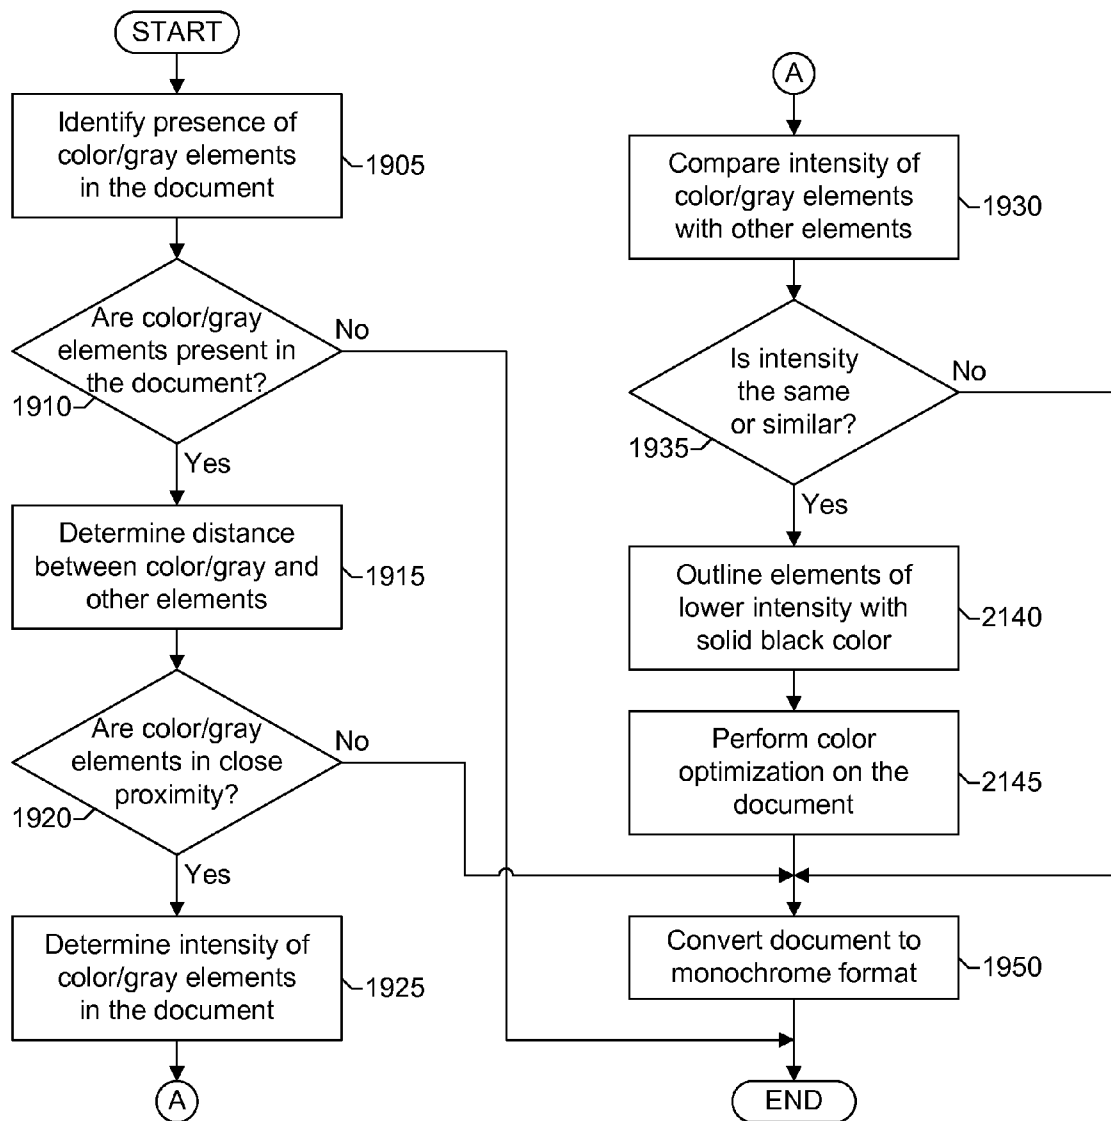 START
Identify presence of
color/gray elements
in the document
1905
Are color/gray
elements present in
the document?
1910
No
Yes
Determine distance
between color/gray and
other elements
1915
Are color/gray
elements in close
proximity?
1920
No
Yes
Determine intensity of
color/gray elements
in the document
1925
A
A
Compare intensity of
color/gray elements
with other elements
1930
Is intensity
the same
or similar?
1935
No
Yes
Outline elements of
lower intensity with
solid black color
2140
Perform color
optimization on the
document
2145
Convert document to
monochrome format
1950
END